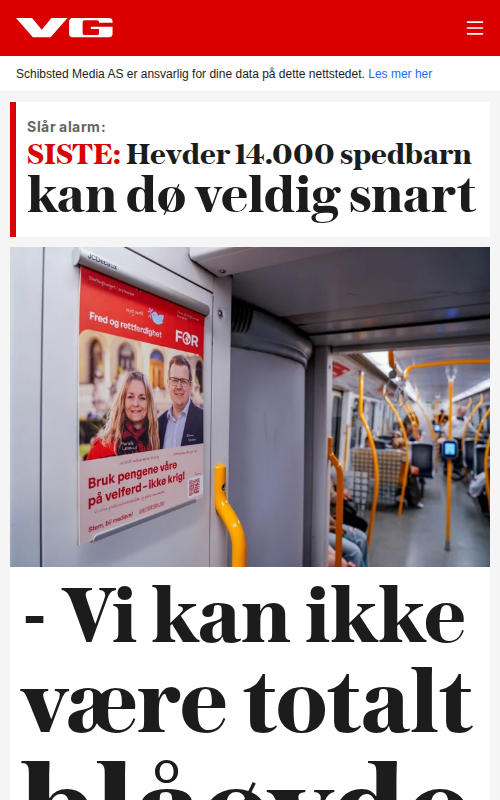 VG
Schibsted Media AS er ansvarlig for dine data på dette nettstedet. Les mer her
Slår alarm:
SISTE: Hevder 14.000 spedbarn
kan dø veldig snart
JCDecaux
Fred og rettferdighet
FOR
Bruk pengene våre
på velferd – ikke krig!
Stem, bli medlem!
- Vi kan ikke
være totalt
blåøyde